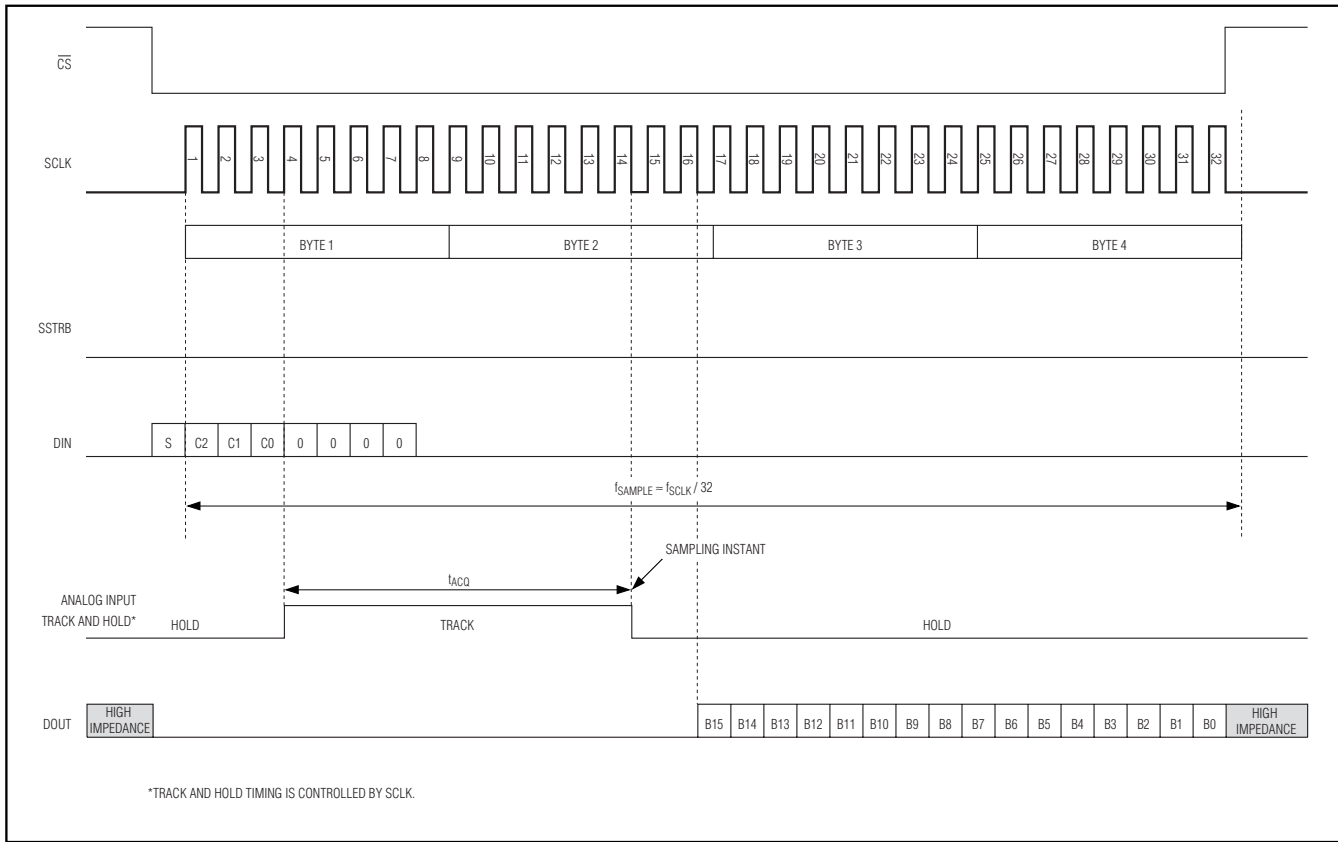 CS
SCLK
1 2 3 4 5 6 7 8 9 10 11 12 13 14 15 16 17 18 19 20 21 22 23 24 25 26 27 28 29 30 31 32
BYTE 1 BYTE 2 BYTE 3 BYTE 4
SSTRB
DIN
S C2 C1 C0 0 0 0 0
fSAMPLE = fSCLK / 32
SAMPLING INSTANT
tACQ
ANALOG INPUT
TRACK AND HOLD*
HOLD TRACK HOLD
DOUT
HIGH
IMPEDANCE
B15 B14 B13 B12 B11 B10 B9 B8 B7 B6 B5 B4 B3 B2 B1 B0
HIGH
IMPEDANCE
*TRACK AND HOLD TIMING IS CONTROLLED BY SCLK.